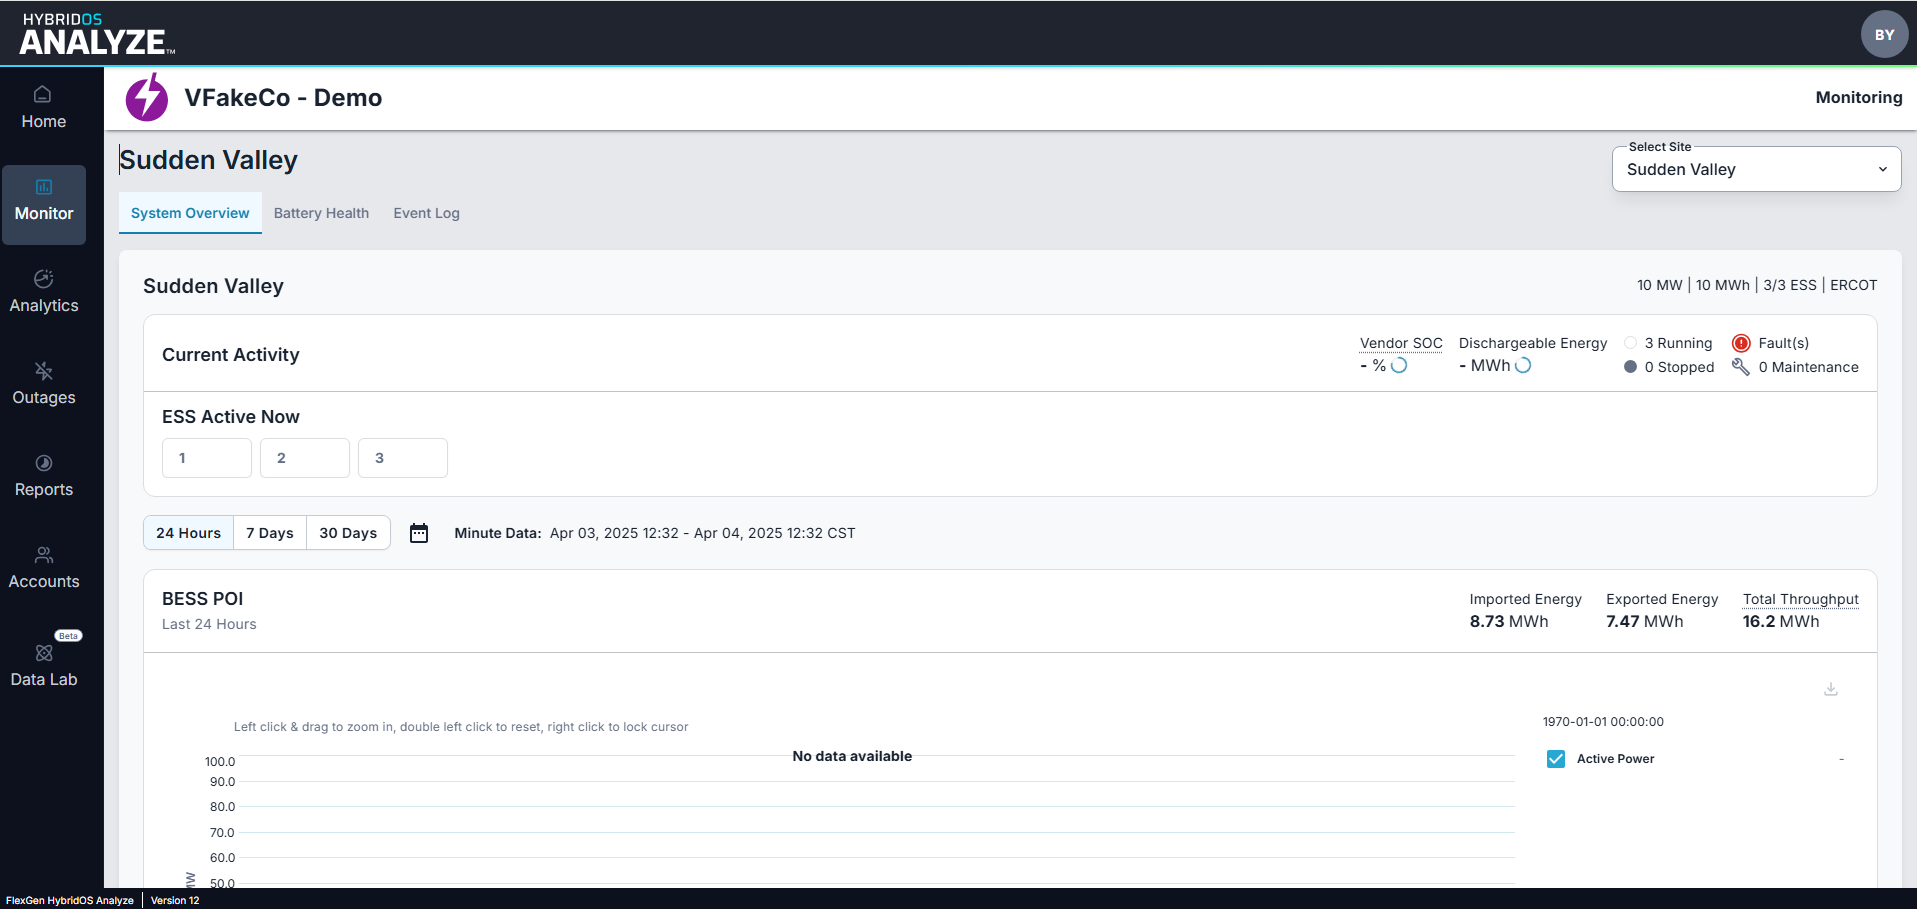 HYBRIDOS
ANALYZE™
BY
Home
Monitor
Analytics
Outages
Reports
Accounts
Beta
Data Lab
VFakeCo - Demo
Monitoring
Sudden Valley
Select Site
Sudden Valley
System Overview Battery Health Event Log
Sudden Valley
10 MW | 10 MWh | 3/3 ESS | ERCOT
Current Activity
Vendor SOC
- %
Dischargeable Energy
- MWh
3 Running
Fault(s)
0 Stopped
0 Maintenance
ESS Active Now
1 2 3
24 Hours 7 Days 30 Days
Minute Data: Apr 03, 2025 12:32 - Apr 04, 2025 12:32 CST
BESS POI
Last 24 Hours
Imported Energy
8.73 MWh
Exported Energy
7.47 MWh
Total Throughput
16.2 MWh
Left click & drag to zoom in, double left click to reset, right click to lock cursor
No data available
100.0
90.0
80.0
70.0
60.0
50.0
MW
1970-01-01 00:00:00
Active Power -
FlexGen HybridOS Analyze | Version 12